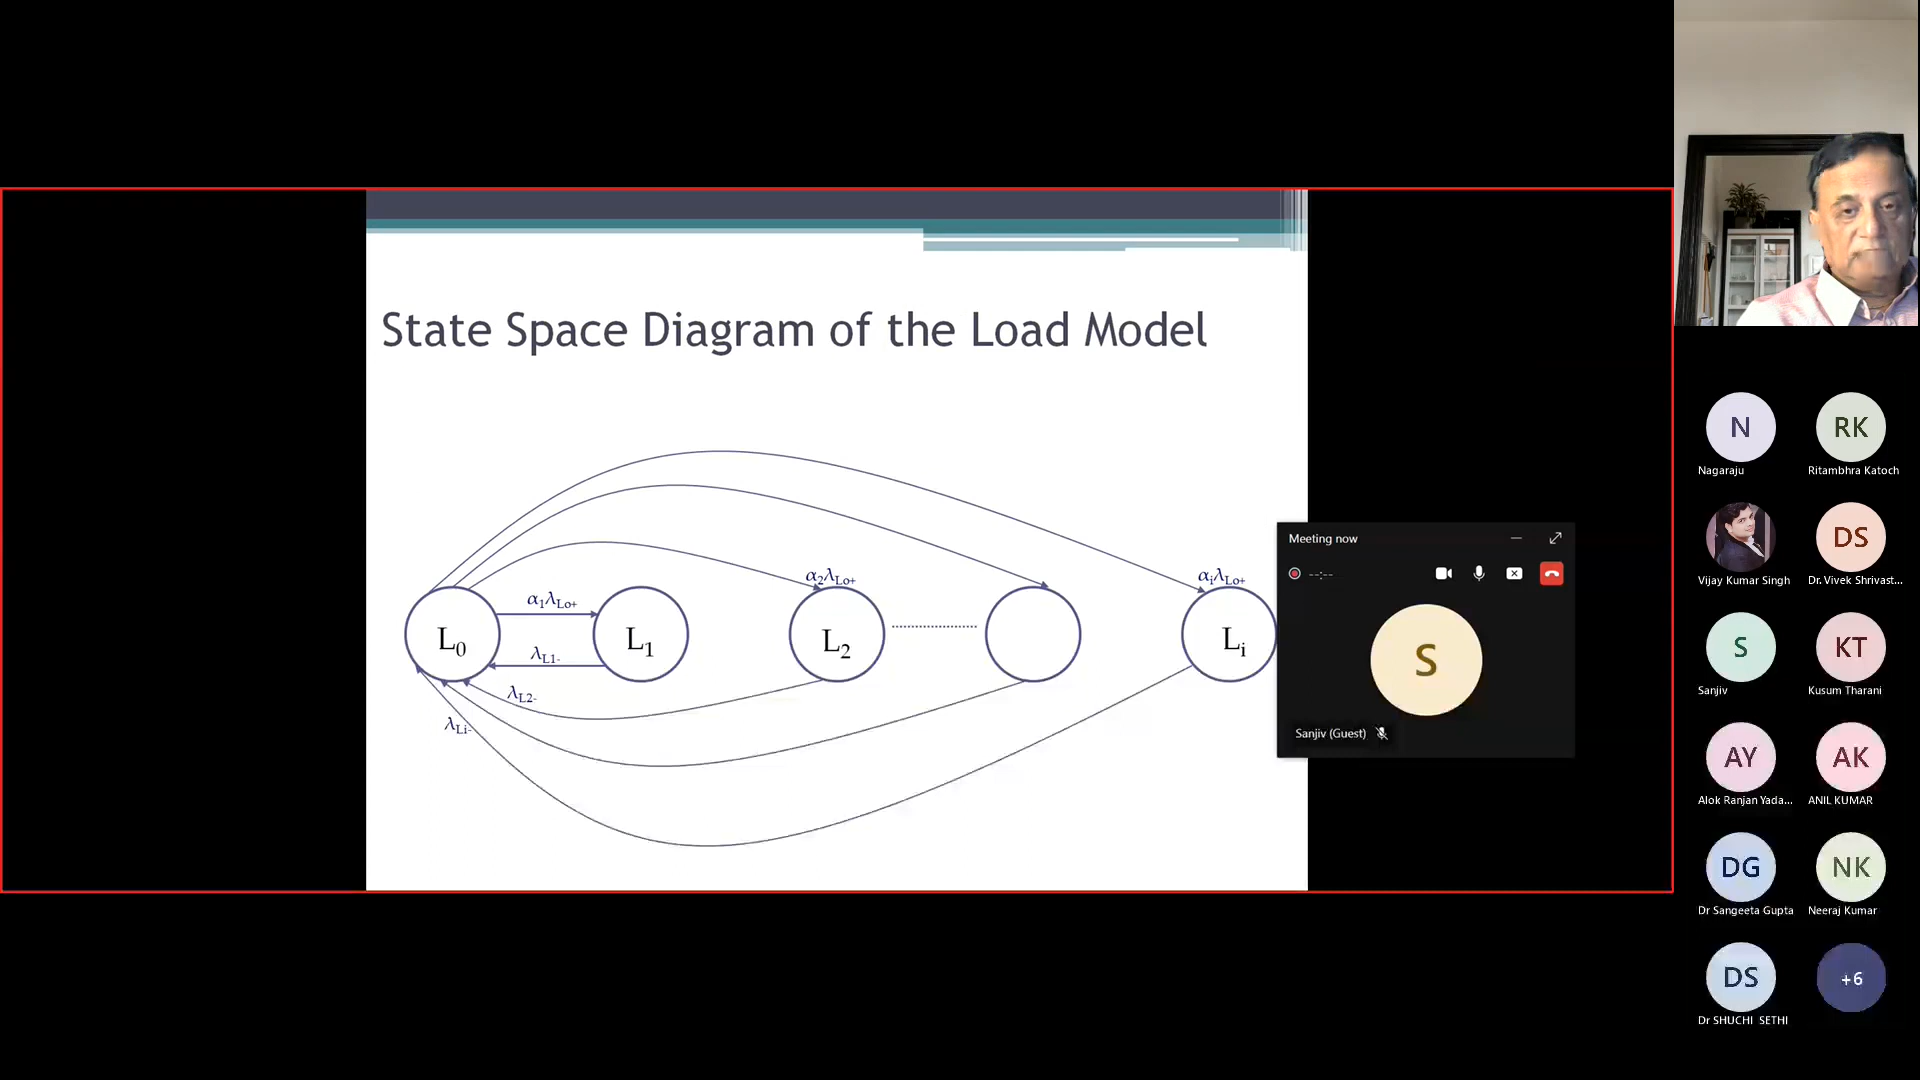 State Space Diagram of the Load Model
α₂λLo+
αᵢλLo+
α₁λLo+
L₀
L₁
L₂
Lᵢ
λL1-
λL2-
λLi-
Meeting now
--:--
S
Sanjiv (Guest)
N
RK
Nagaraju
Ritambhra Katoch
DS
Vijay Kumar Singh
Dr. Vivek Shrivast...
S
KT
Sanjiv
Kusum Tharani
AY
AK
Alok Ranjan Yada...
ANIL KUMAR
DG
NK
Dr Sangeeta Gupta
Neeraj Kumar
DS
+6
Dr SHUCHI SETHI